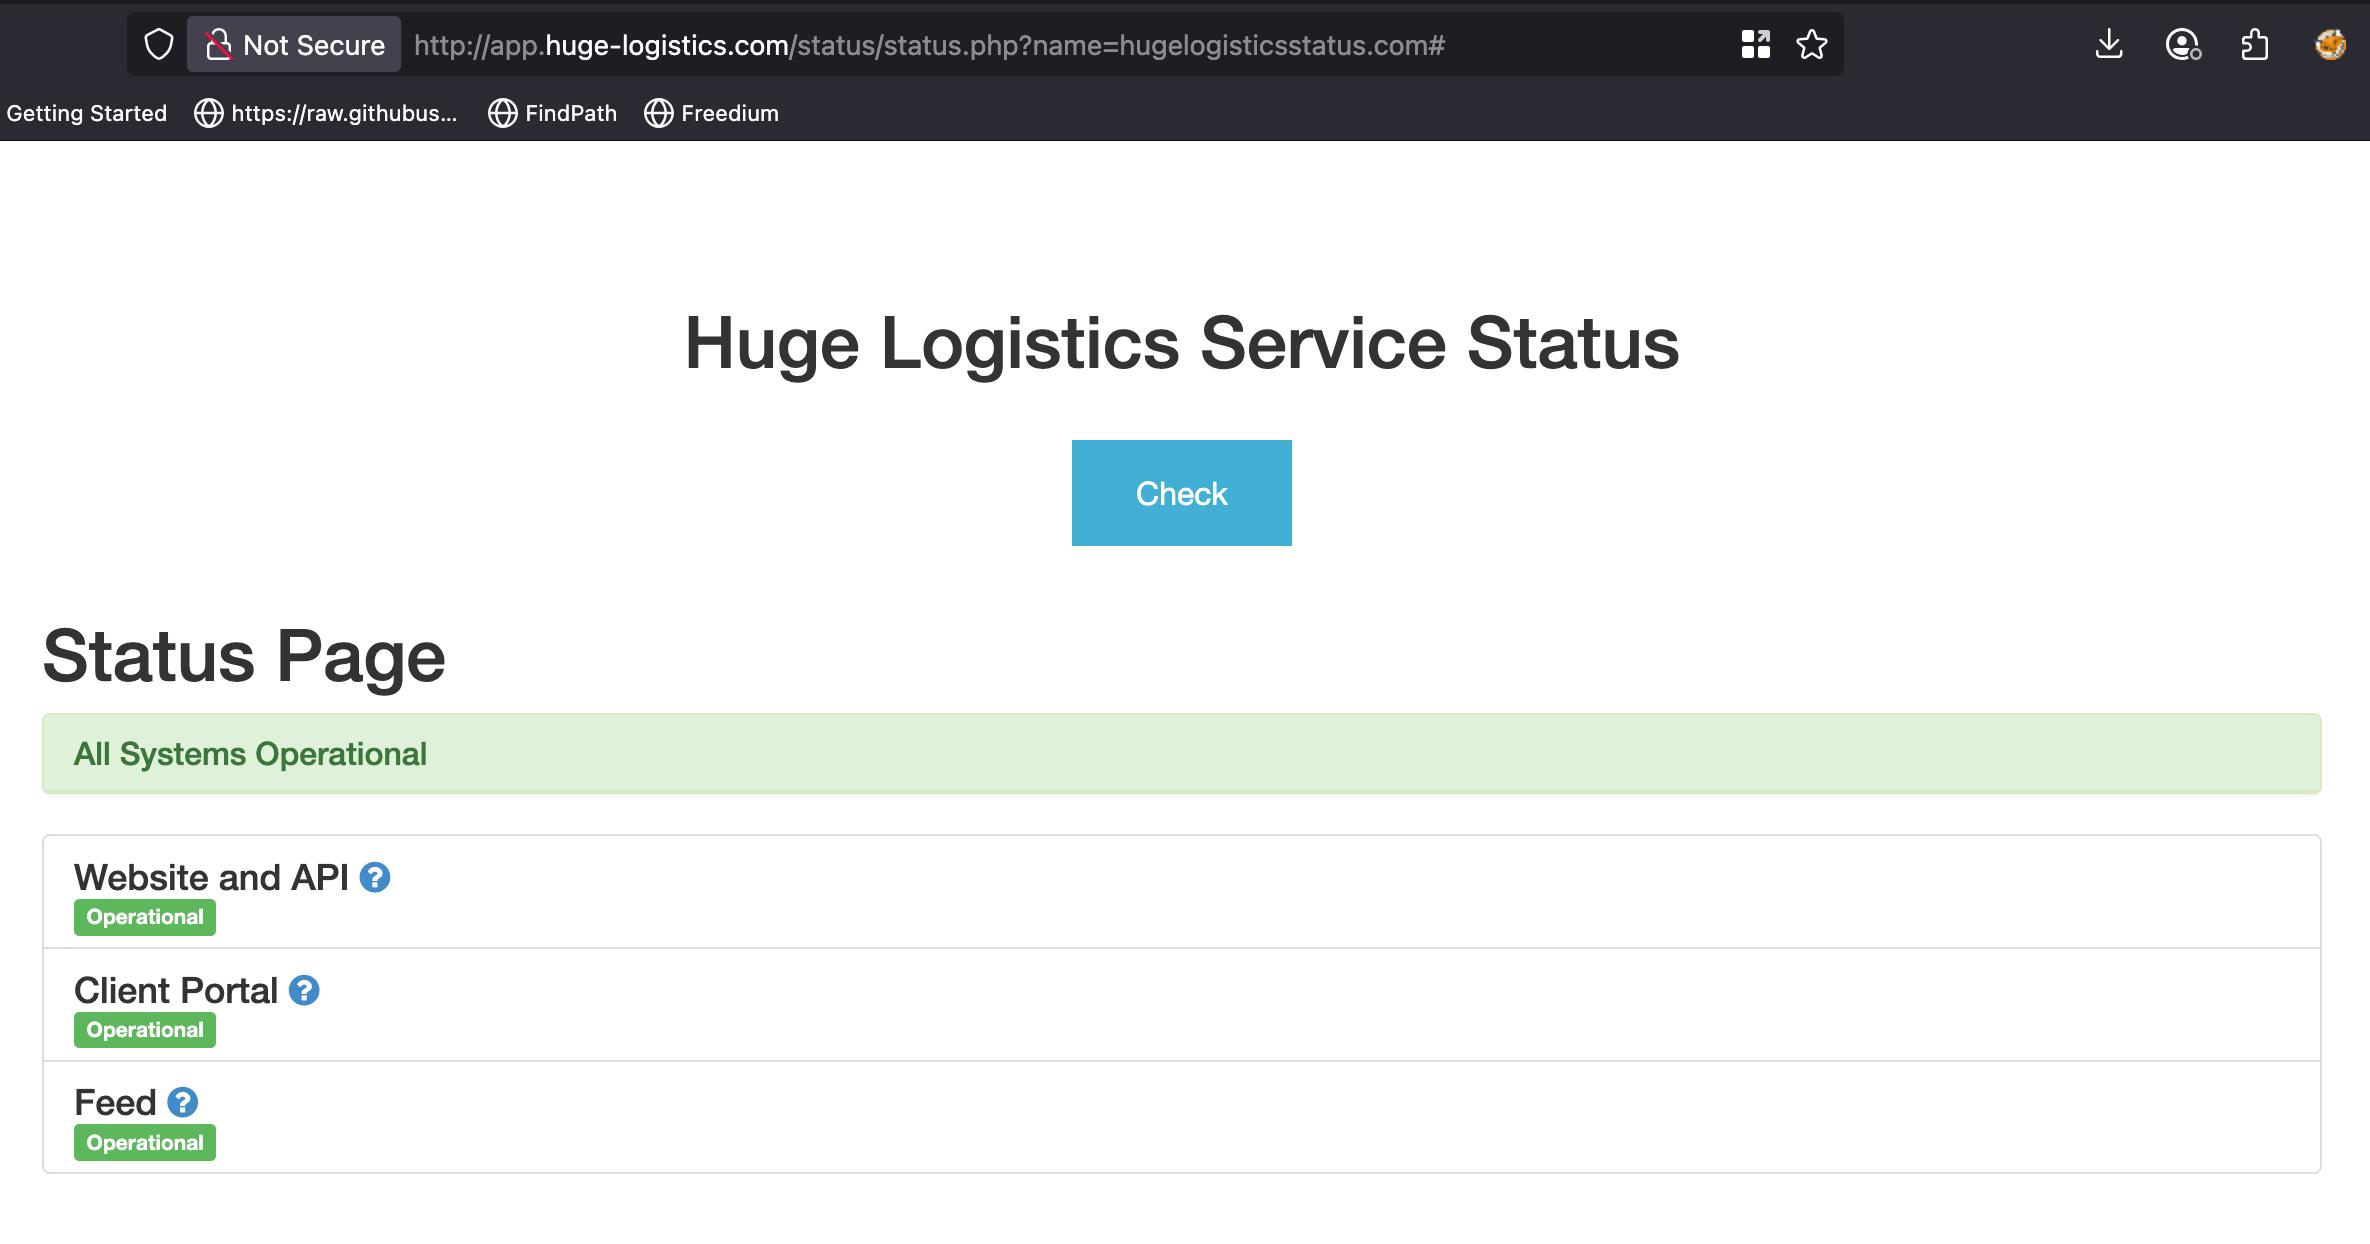 Not Secure http://app.huge-logistics.com/status/status.php?name=hugelogisticsstatus.com#
Getting Started https://raw.githubus... FindPath Freedium
Huge Logistics Service Status
Check
Status Page
All Systems Operational
Website and API ?
Operational
Client Portal ?
Operational
Feed ?
Operational